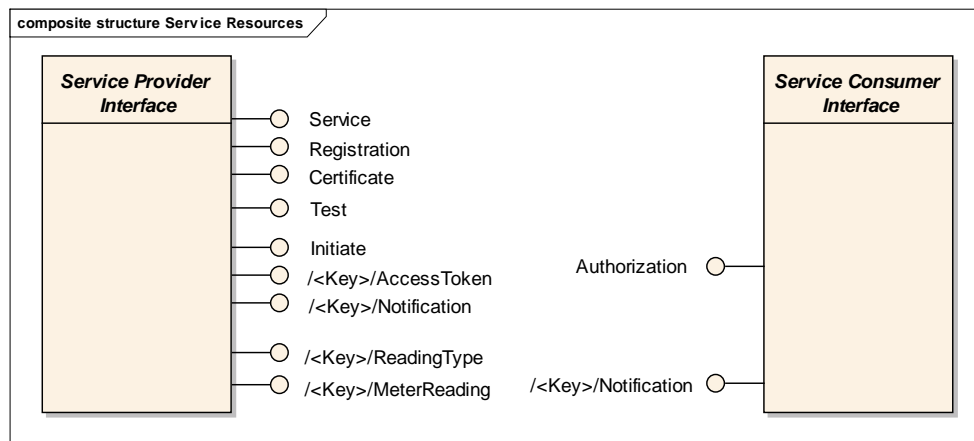 composite structure Service Resources
Service Provider
Interface
Service
Registration
Certificate
Test
Initiate
/<Key>/AccessToken
/<Key>/Notification
/<Key>/ReadingType
/<Key>/MeterReading
Service Consumer
Interface
Authorization
/<Key>/Notification